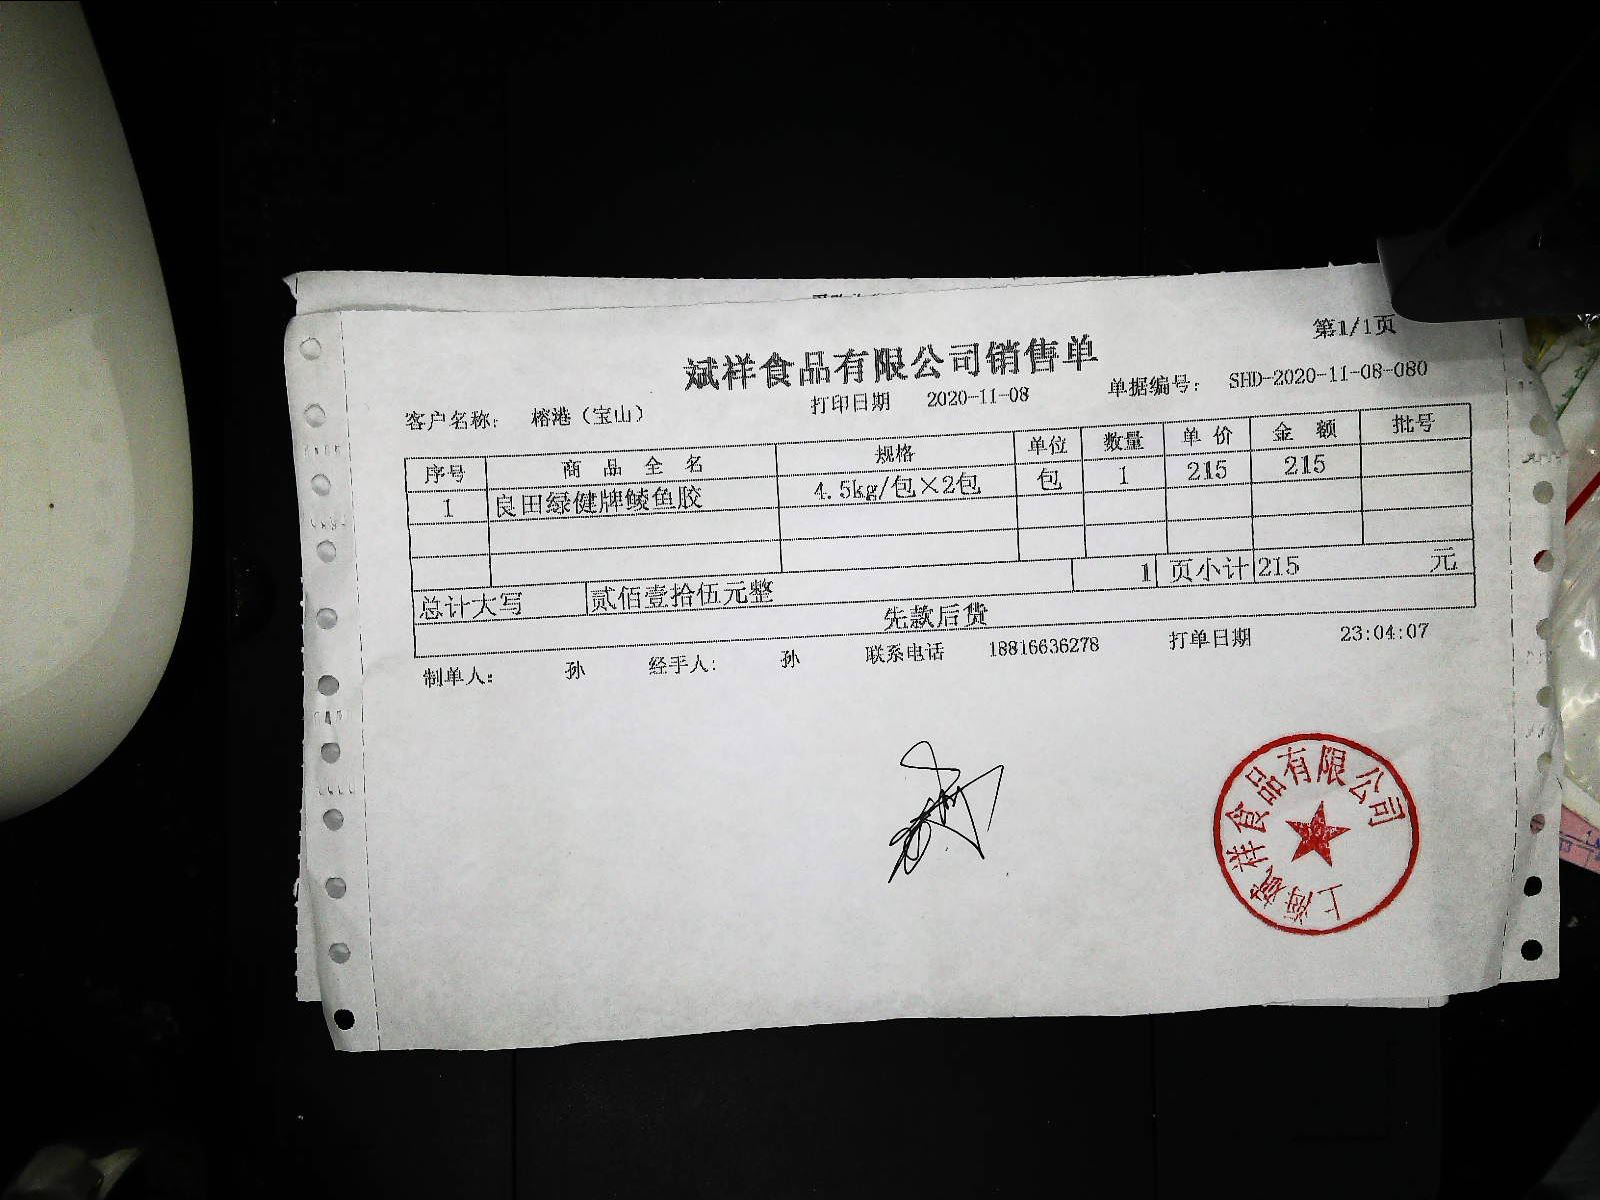 第1/1页
斌祥食品有限公司销售单
客户名称: 榕港（宝山） 打印日期 2020-11-08 单据编号: SHD-2020-11-08-080
序号 商品全名 规格 单位 数量 单价 金额 批号
1 良田绿健牌鲮鱼胶 4.5kg/包×2包 包 1 215 215
总计大写 贰佰壹拾伍元整 1 页小计 215 元
先款后货
制单人: 孙 经手人: 孙 联系电话 18816636278 打单日期 23:04:07
上海斌祥食品有限公司